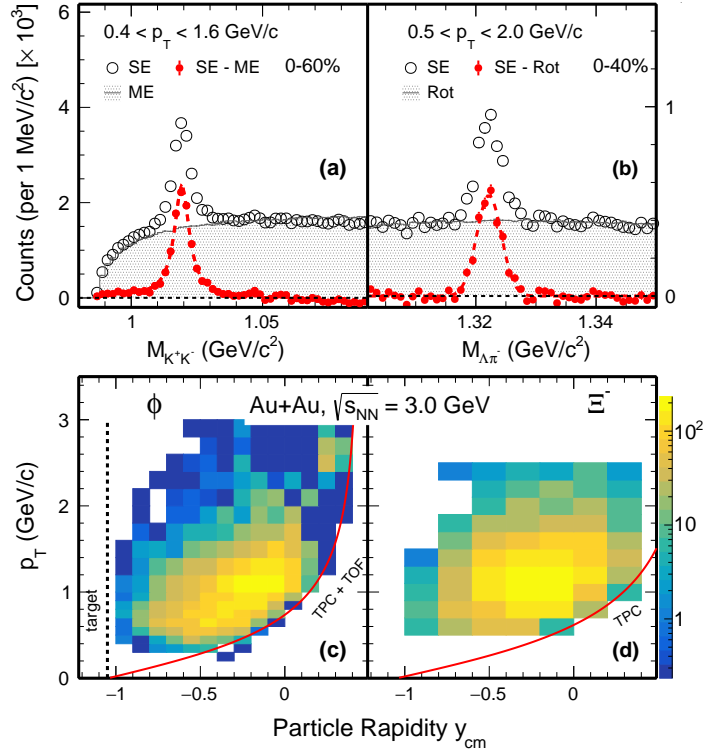 0.4 < p_T < 1.6 GeV/c
SE SE - ME 0-60%
ME
(a)
0.5 < p_T < 2.0 GeV/c
SE SE - Rot 0-40%
Rot
(b)
Counts (per 1 MeV/c²) [× 10³]
6
4
2
0
1
0
1 1.05
1.32 1.34
M_K⁺K⁻ (GeV/c²)
M_Λπ⁻ (GeV/c²)
ϕ Au+Au, √s_NN = 3.0 GeV Ξ⁻
p_T (GeV/c)
3
2
1
0
target
TPC + TOF
(c)
TPC
(d)
10²
10
1
−1 −0.5 0
−1 −0.5 0
Particle Rapidity y_cm